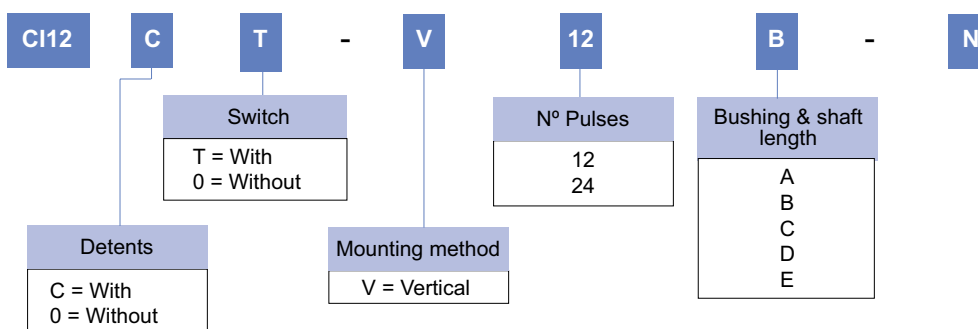 CI12 C T - V 12 B - N
Switch
T = With
0 = Without
Nº Pulses
12
24
Bushing & shaft
length
A
B
C
D
E
Detents
C = With
0 = Without
Mounting method
V = Vertical